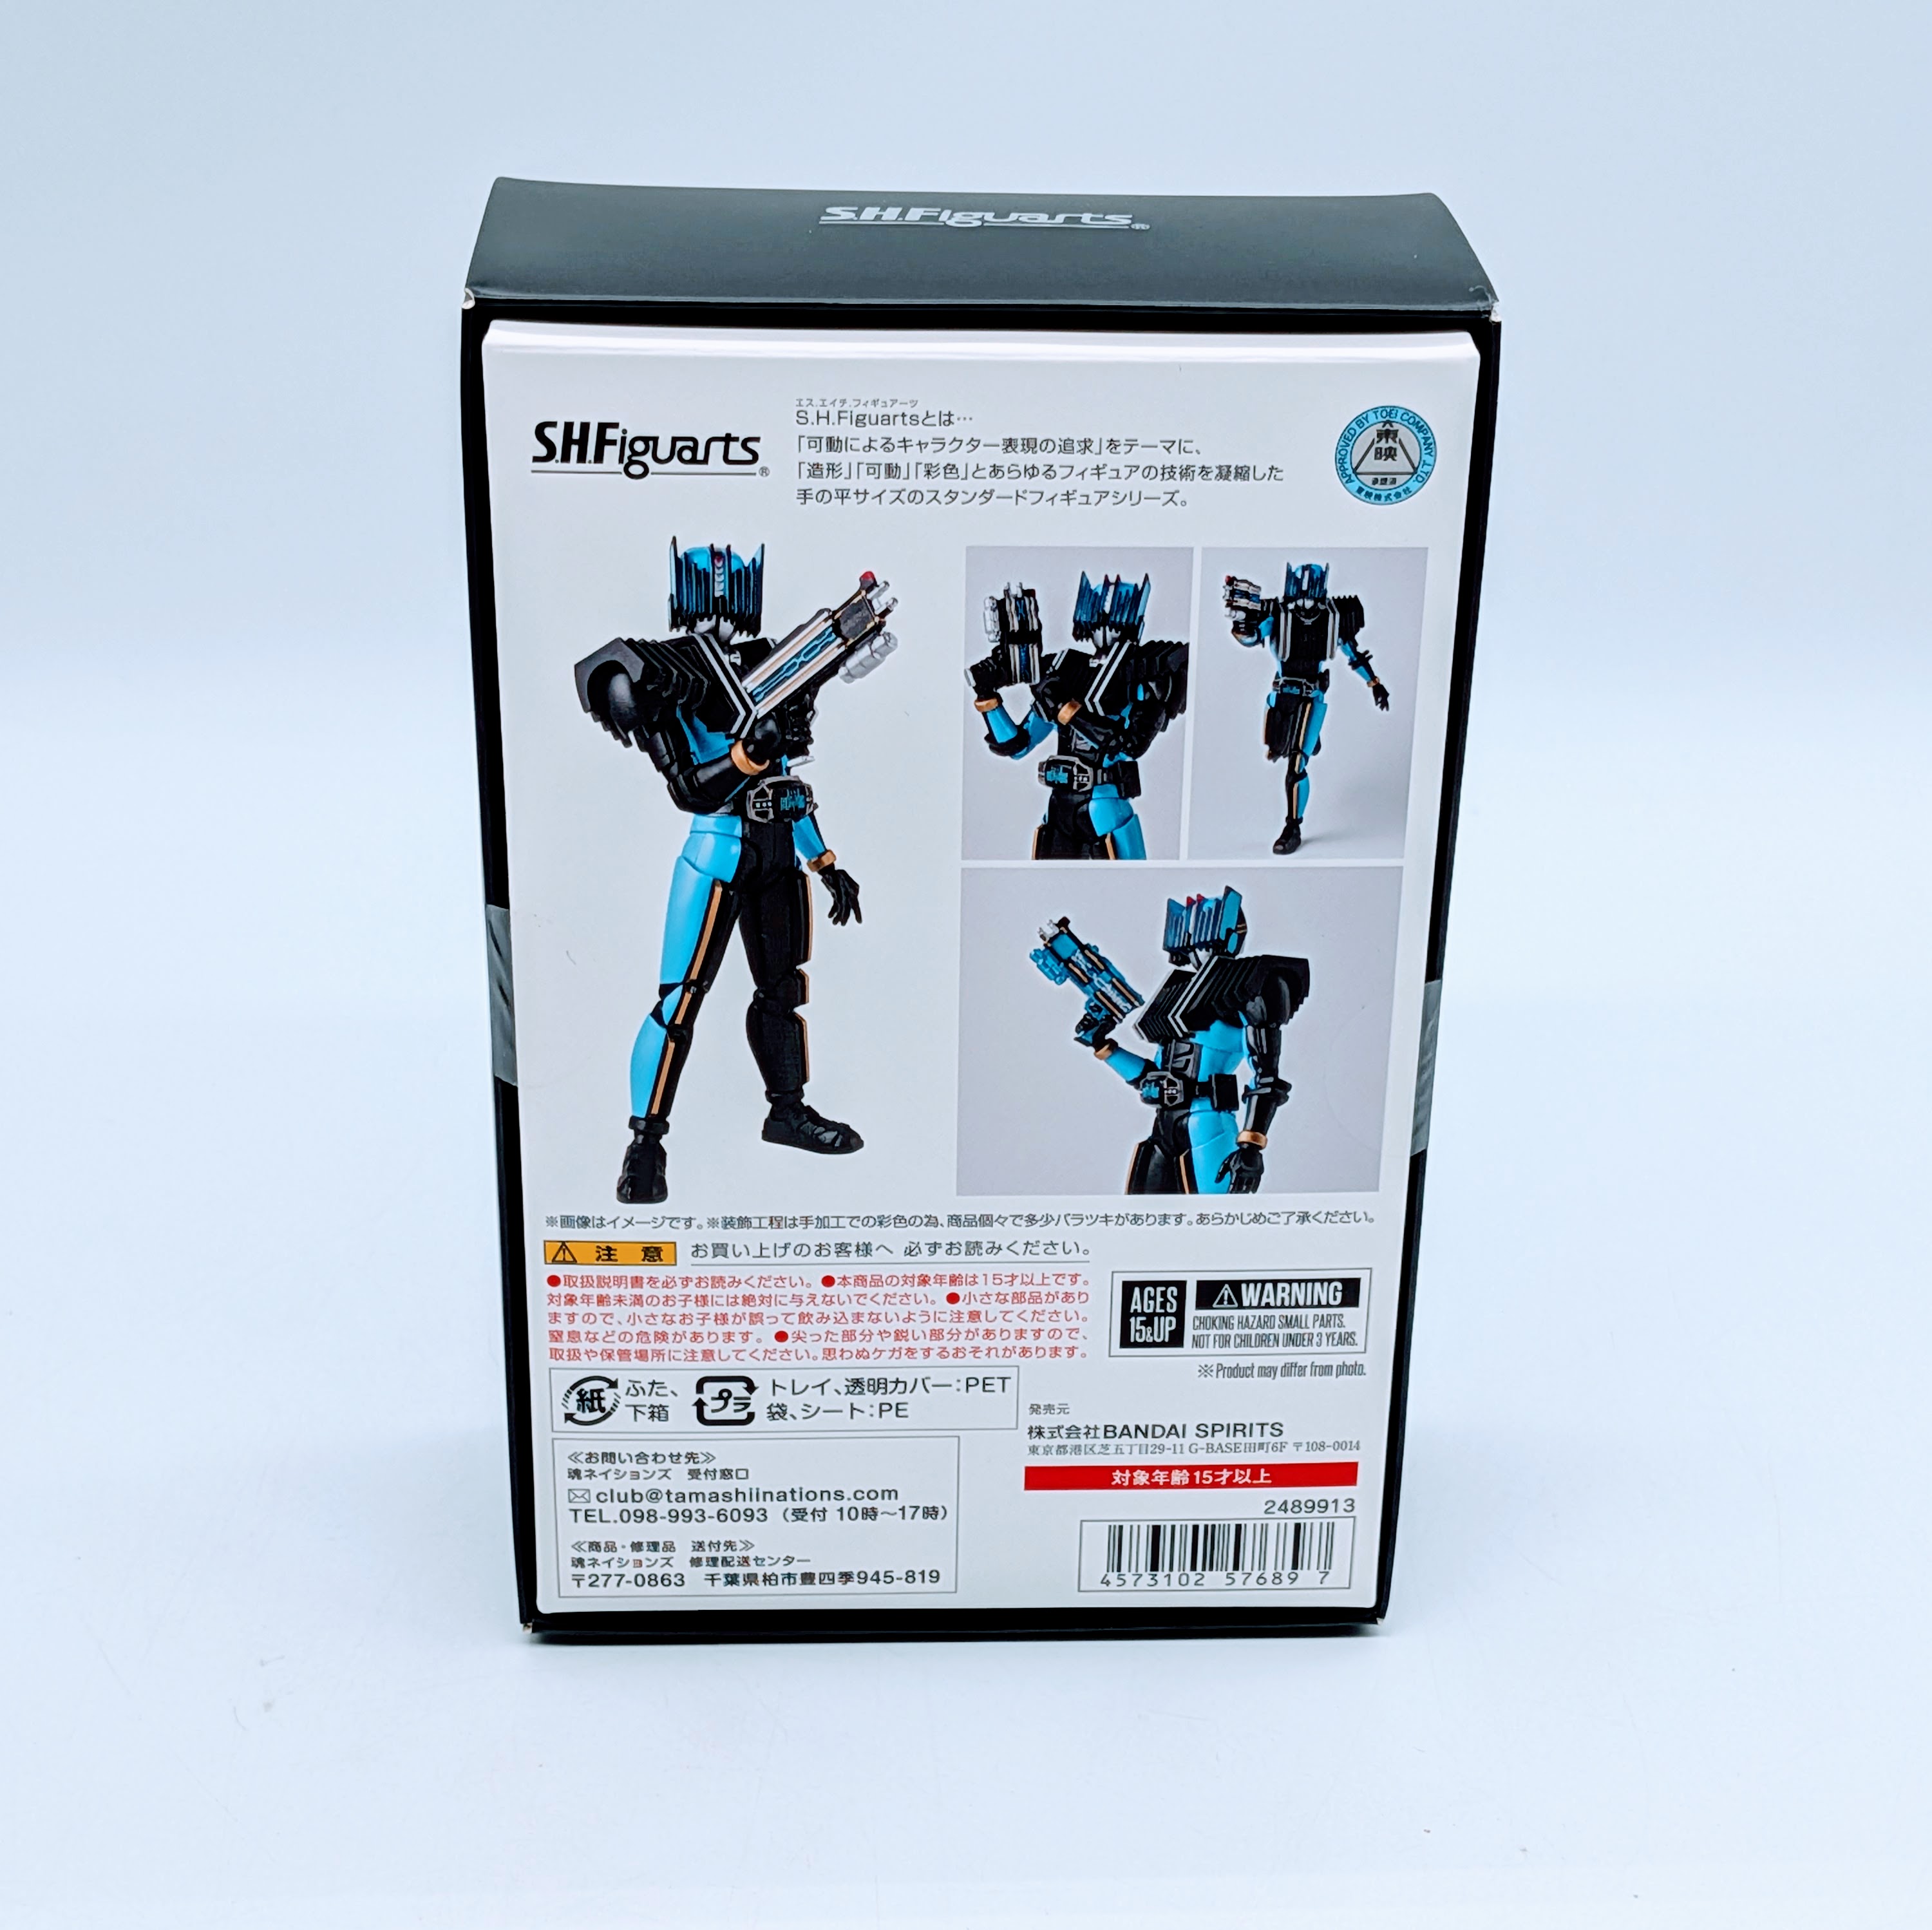 S.H.Figuarts®
S.H.Figuarts®
エス.エイチ.フィギュアーツ
S.H.Figuartsとは…
「可動によるキャラクター表現の追求」をテーマに、
「造形」「可動」「彩色」とあらゆるフィギュアの技術を凝縮した
手の平サイズのスタンダードフィギュアシリーズ。
APPROVED BY TOEI COMPANY, LTD.
東映
承認済
東映株式会社
※画像はイメージです。※装飾工程は手加工での彩色の為、商品個々で多少バラツキがあります。あらかじめご了承ください。
注 意 お買い上げのお客様へ 必ずお読みください。
●取扱説明書を必ずお読みください。●本商品の対象年齢は15才以上です。
対象年齢未満のお子様には絶対に与えないでください。●小さな部品があり
ますので、小さなお子様が誤って飲み込まないように注意してください。
窒息などの危険があります。●尖った部分や鋭い部分がありますので、
取扱や保管場所に注意してください。思わぬケガをするおそれがあります。
AGES
15&UP
WARNING
CHOKING HAZARD SMALL PARTS.
NOT FOR CHILDREN UNDER 3 YEARS.
※Product may differ from photo.
紙 ふた、
下箱
プラ トレイ、透明カバー:PET
袋、シート:PE
発売元
株式会社BANDAI SPIRITS
東京都港区芝五丁目29-11 G-BASE田町6F 〒108-0014
対象年齢15才以上
≪お問い合わせ先≫
魂ネイションズ 受付窓口
club@tamashiinations.com
TEL.098-993-6093 (受付 10時〜17時)
≪商品・修理品 送付先≫
魂ネイションズ 修理配送センター
〒277-0863 千葉県柏市豊四季945-819
2489913
4573102 57689 7